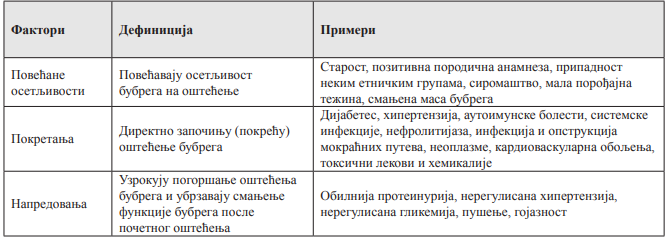 Фактори Дефиниција Примери
Повећане осетљивости
Повећавају осетљивост бубрега на оштећење
Старост, позитивна породична анамнеза, припадност
неким етничким групама, сиромаштво, мала порођајна
тежина, смањена маса бубрега
Покретања
Директно започињу (покрећу)
оштећење бубрега
Дијабетес, хипертензија, аутоимунске болести, системске
инфекције, нефролитијаза, инфекција и опструкција
мокраћних путева, неоплазме, кардиоваскуларна обољења,
токсични лекови и хемикалије
Напредовања
Узрокују погоршање оштећења
бубрега и убрзавају смањење
функције бубрега после
почетног оштећења
Обилнија протеинурија, нерегулисана хипертензија,
нерегулисана гликемија, пушење, гојазност